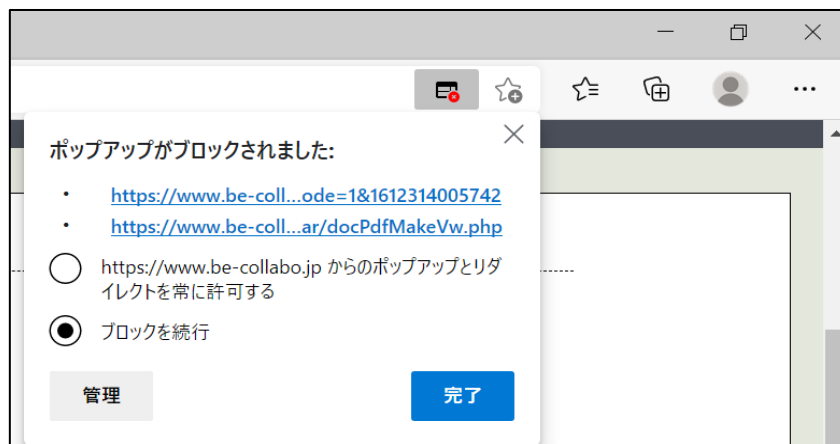 ポップアップがブロックされました:
• https://www.be-coll...ode=1&1612314005742
• https://www.be-coll...ar/docPdfMakeVw.php
https://www.be-collabo.jp からのポップアップとリダ
イレクトを常に許可する
ブロックを続行
管理
完了